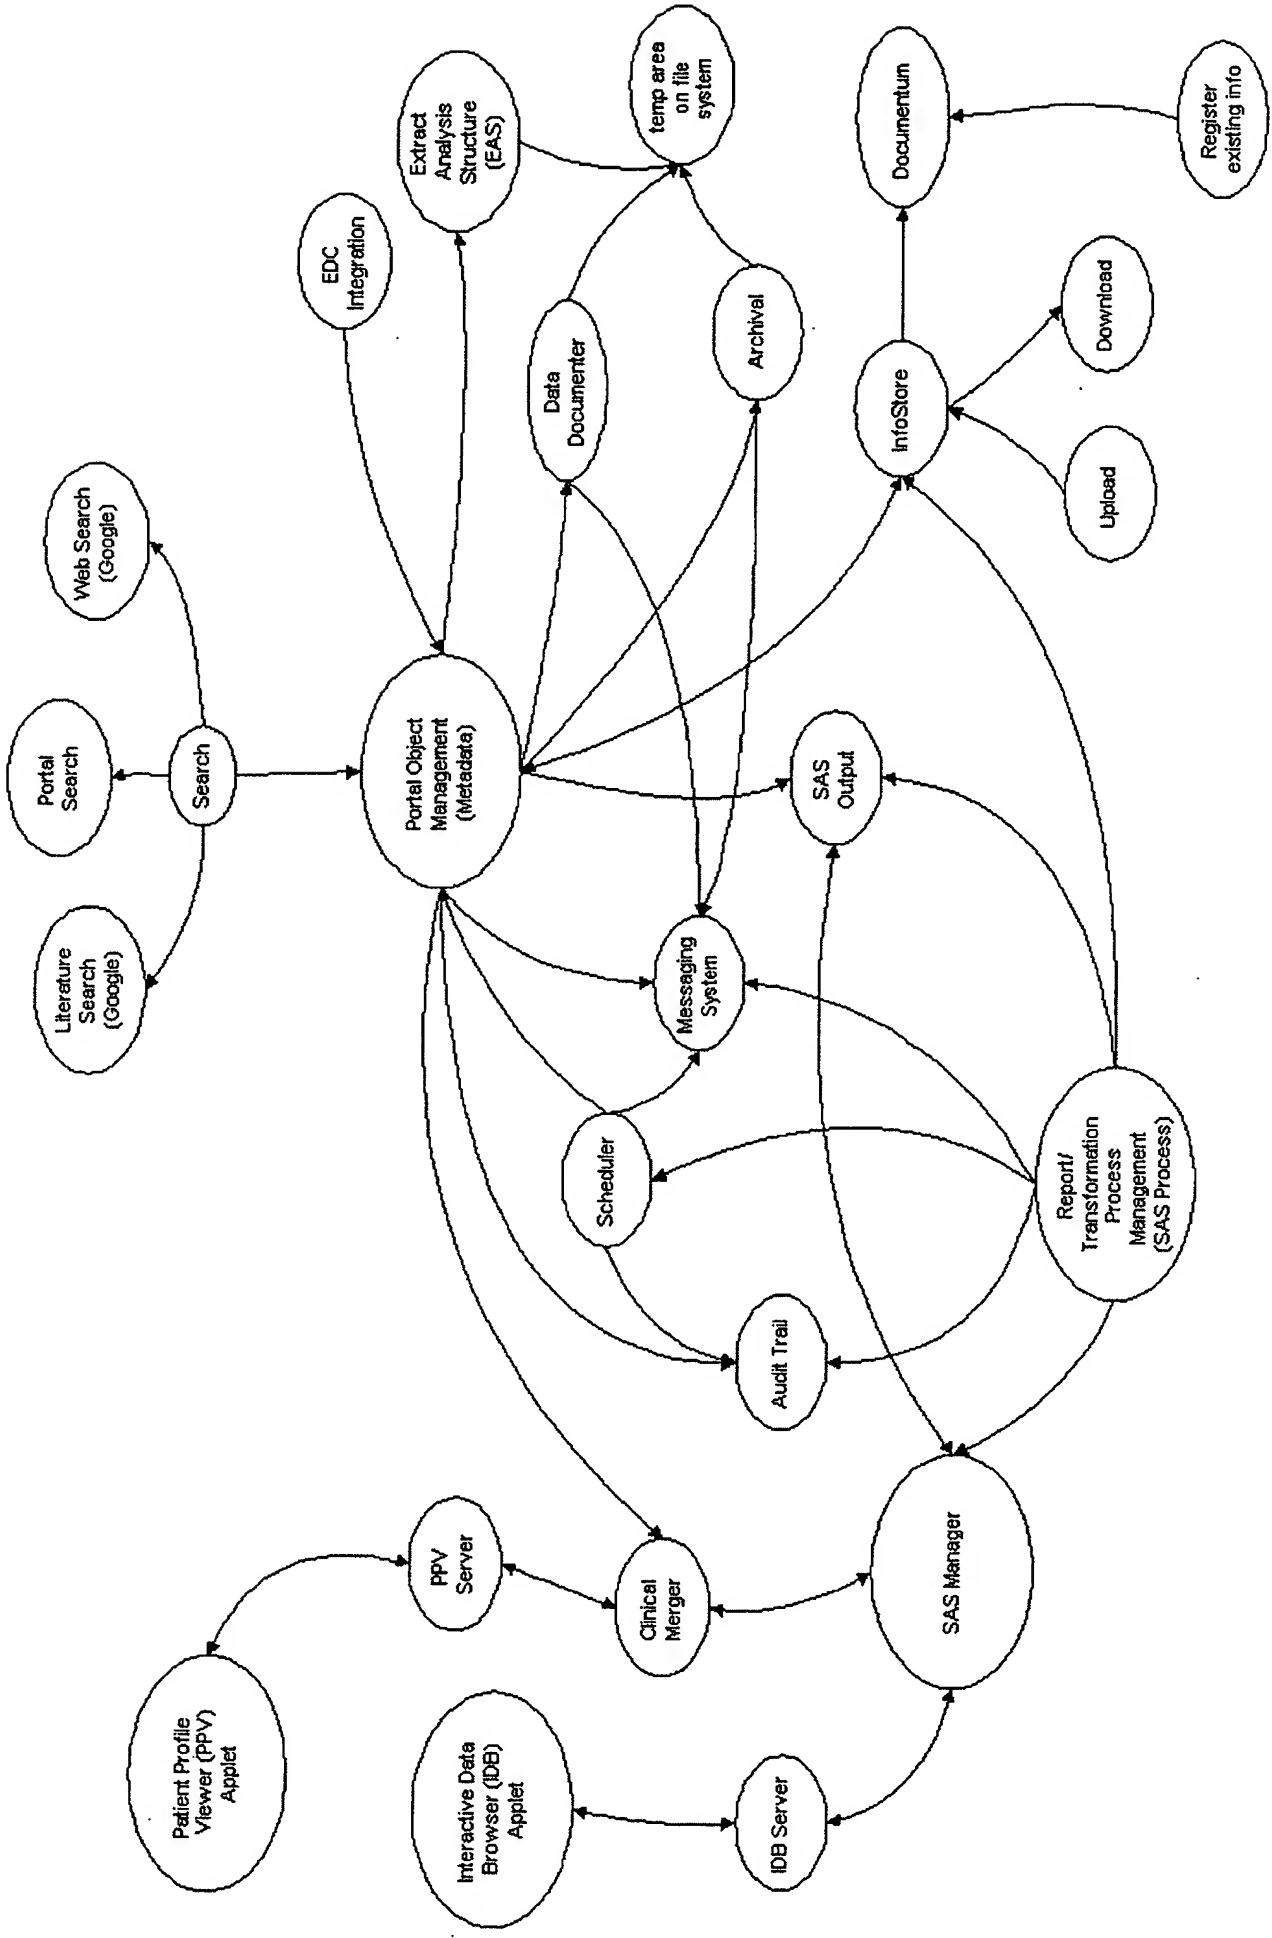 Patient Profile
Viewer (PPV)
Applet
Interactive Data
Browser (IDB)
Applet
IDB Server
PPV
Server
Clinical
Merger
SAS Manager
Audit Trail
Scheduler
Report/
Transformation
Process
Management
(SAS Process)
Literature
Search
(Google)
Portal
Search
Search
Web Search
(Google)
Portal Object
Management
(Metadata)
Messaging
System
SAS
Output
EDC
Integration
Extract
Analysis
Structure
(EAS)
Data
Documenter
Archival
temp area
on file
system
InfoStore
Upload
Download
Documentum
Register
existing info